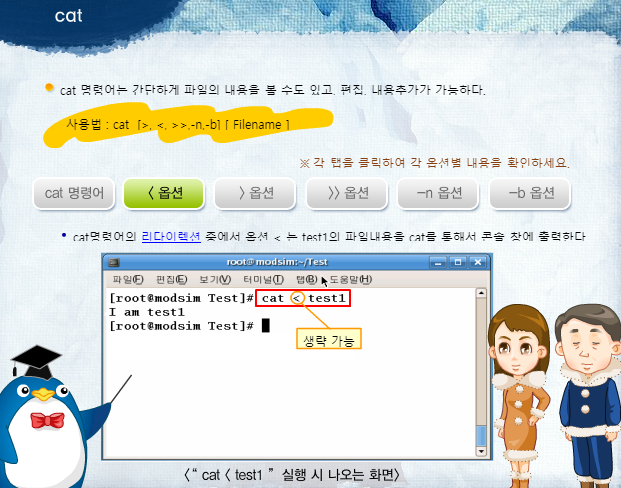 cat
cat 명령어는 간단하게 파일의 내용을 볼 수도 있고, 편집, 내용추가가 가능하다.
사용법 : cat [>, <, >>,-n,-b] [ Filename ]
※ 각 탭을 클릭하여 각 옵션별 내용을 확인하세요.
cat 명령어 < 옵션 > 옵션 >> 옵션 -n 옵션 -b 옵션
cat명령어의 리다이렉션 중에서 옵션 < 는 test1의 파일내용을 cat를 통해서 콘솔 창에 출력한다
root@modsim:~/Test
파일(F) 편집(E) 보기(V) 터미널(T) 탭(B) 도움말(H)
[root@modsim Test]# cat < test1
I am test1
[root@modsim Test]#
생략 가능
<“ cat < test1 ” 실행 시 나오는 화면>